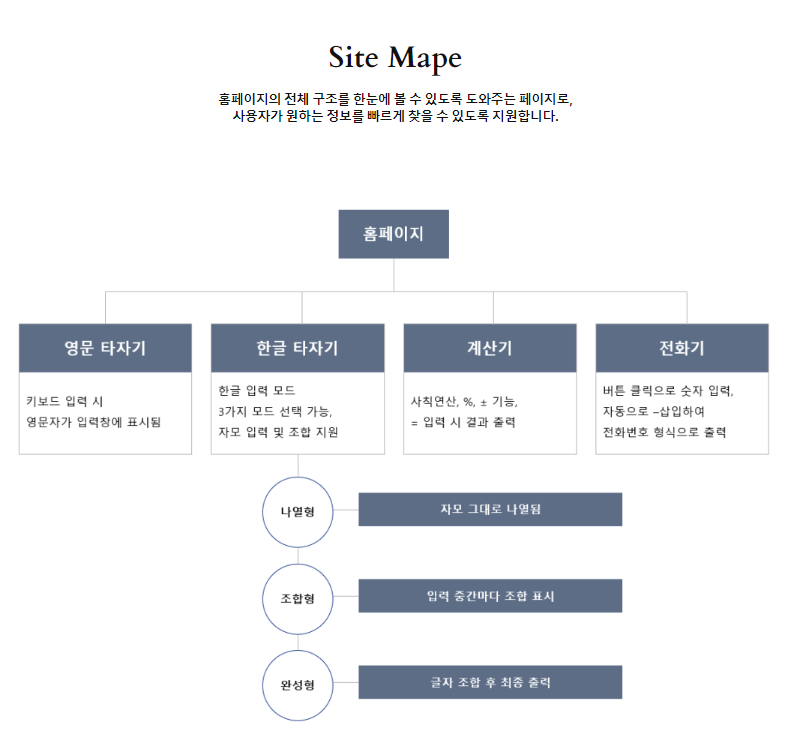 Site Mape
홈페이지의 전체 구조를 한눈에 볼 수 있도록 도와주는 페이지로,
사용자가 원하는 정보를 빠르게 찾을 수 있도록 지원합니다.
홈페이지
영문 타자기
키보드 입력 시
영문자가 입력창에 표시됨
한글 타자기
한글 입력 모드
3가지 모드 선택 가능,
자모 입력 및 조합 지원
계산기
사칙연산, %, ± 기능,
= 입력 시 결과 출력
전화기
버튼 클릭으로 숫자 입력,
자동으로 –삽입하여
전화번호 형식으로 출력
나열형
자모 그대로 나열됨
조합형
입력 중간마다 조합 표시
완성형
글자 조합 후 최종 출력